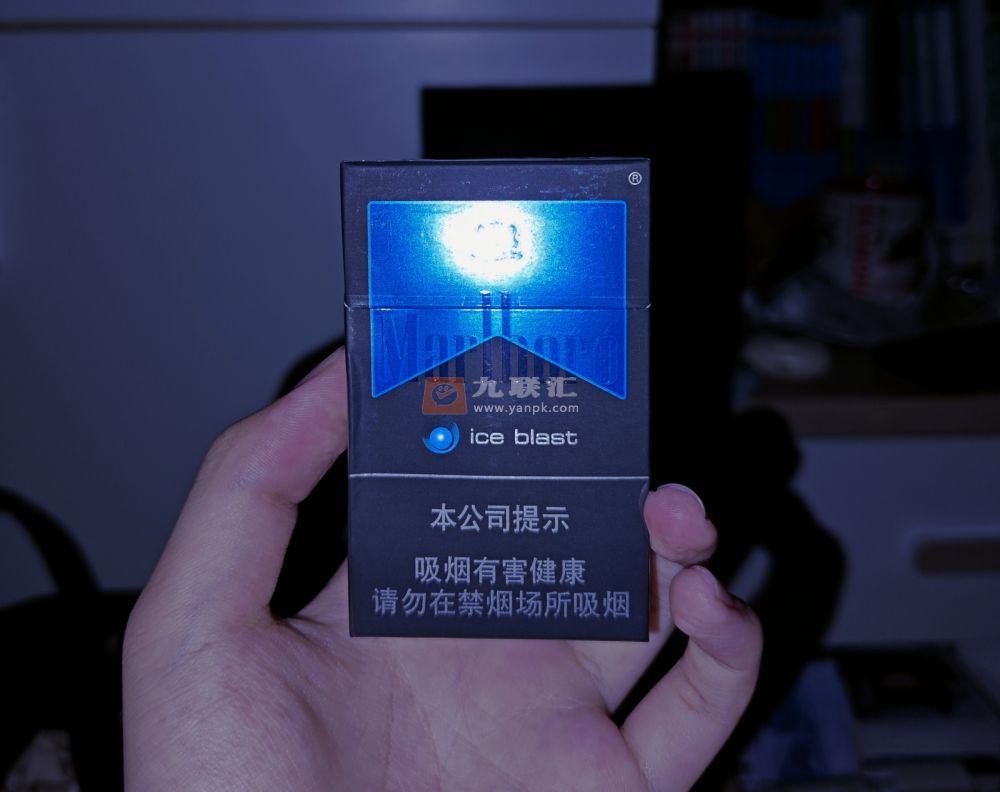 ®
Marlboro
九联汇
www.yanpk.com
ice blast
本公司提示
吸烟有害健康
请勿在禁烟场所吸烟